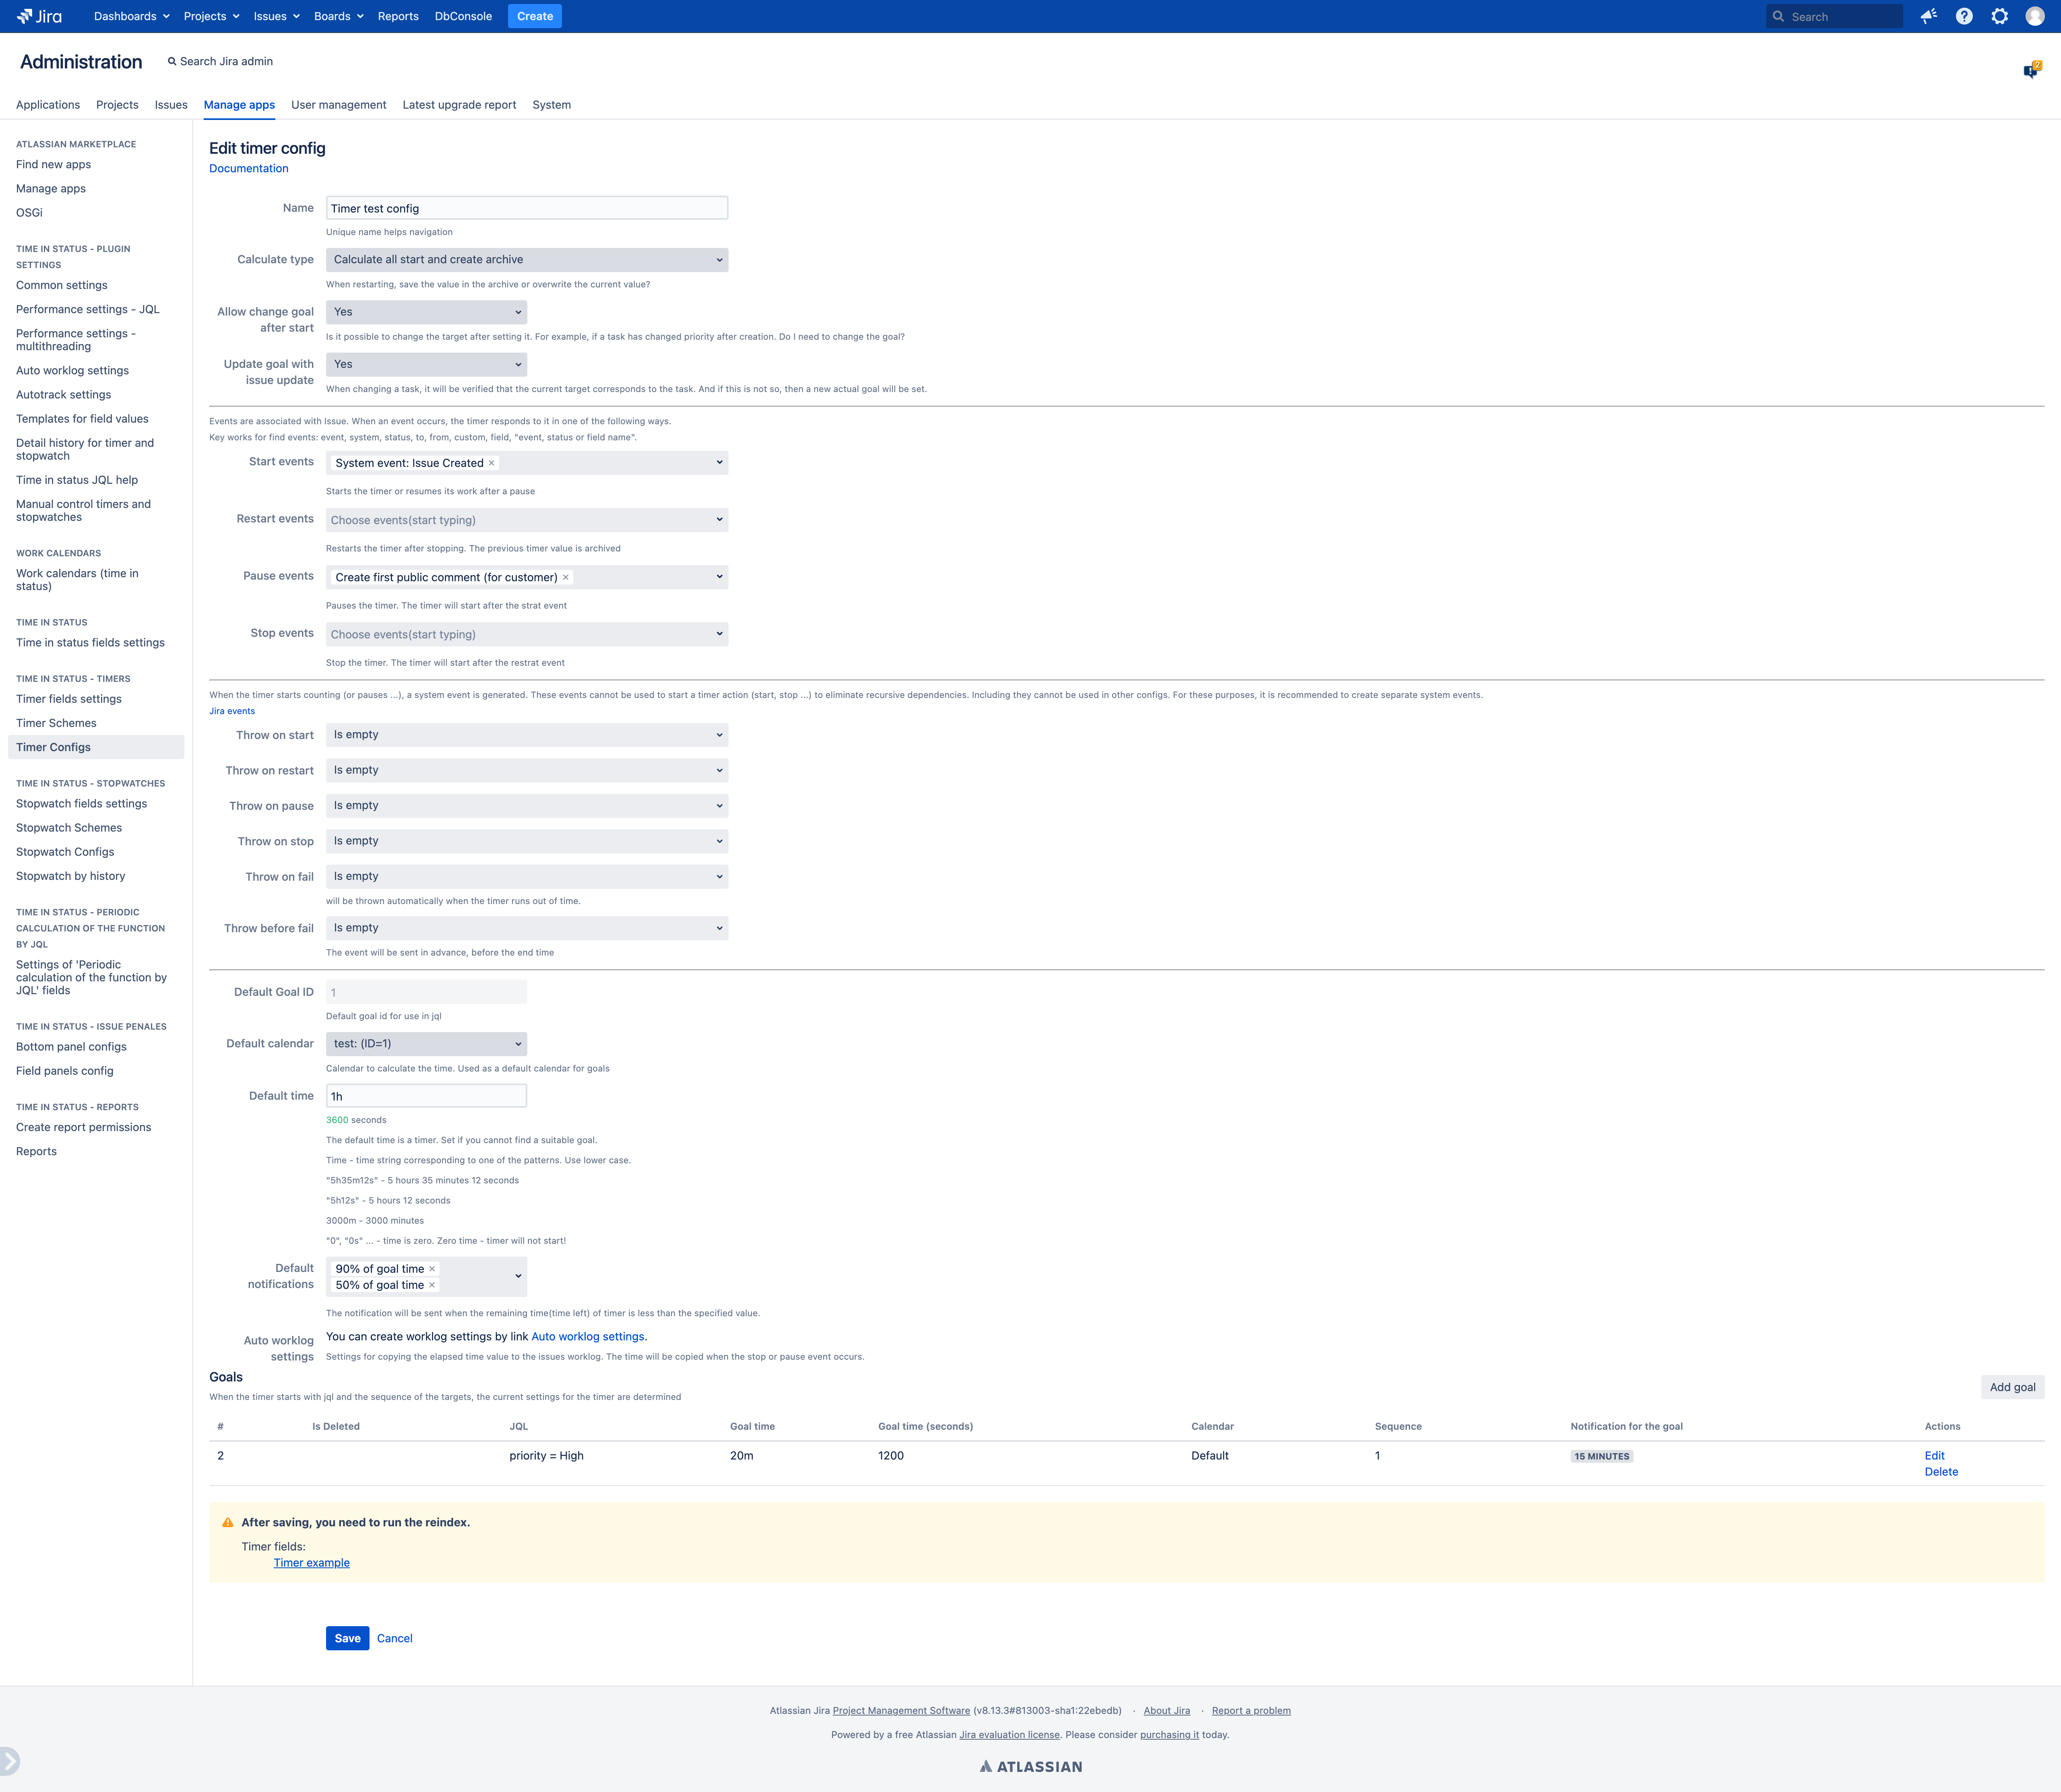 Jira Dashboards Projects Issues Boards Reports DbConsole Create Search
Administration Search Jira admin
2
Applications Projects Issues Manage apps User management Latest upgrade report System
ATLASSIAN MARKETPLACE
Find new apps
Manage apps
OSGi
TIME IN STATUS - PLUGIN
SETTINGS
Common settings
Performance settings - JQL
Performance settings -
multithreading
Auto worklog settings
Autotrack settings
Templates for field values
Detail history for timer and
stopwatch
Time in status JQL help
Manual control timers and
stopwatches
WORK CALENDARS
Work calendars (time in
status)
TIME IN STATUS
Time in status fields settings
TIME IN STATUS - TIMERS
Timer fields settings
Timer Schemes
Timer Configs
TIME IN STATUS - STOPWATCHES
Stopwatch fields settings
Stopwatch Schemes
Stopwatch Configs
Stopwatch by history
TIME IN STATUS - PERIODIC
CALCULATION OF THE FUNCTION
BY JQL
Settings of 'Periodic
calculation of the function by
JQL' fields
TIME IN STATUS - ISSUE PENALES
Bottom panel configs
Field panels config
TIME IN STATUS - REPORTS
Create report permissions
Reports
Edit timer config
Documentation
Name Timer test config
Unique name helps navigation
Calculate type Calculate all start and create archive
When restarting, save the value in the archive or overwrite the current value?
Allow change goal
after start
Yes
Is it possible to change the target after setting it. For example, if a task has changed priority after creation. Do I need to change the goal?
Update goal with
issue update
Yes
When changing a task, it will be verified that the current target corresponds to the task. And if this is not so, then a new actual goal will be set.
Events are associated with Issue. When an event occurs, the timer responds to it in one of the following ways.
Key works for find events: event, system, status, to, from, custom, field, "event, status or field name".
Start events System event: Issue Created ×
Starts the timer or resumes its work after a pause
Restart events Choose events(start typing)
Restarts the timer after stopping. The previous timer value is archived
Pause events Create first public comment (for customer) ×
Pauses the timer. The timer will start after the strat event
Stop events Choose events(start typing)
Stop the timer. The timer will start after the restrat event
When the timer starts counting (or pauses ...), a system event is generated. These events cannot be used to start a timer action (start, stop ...) to eliminate recursive dependencies. Including they cannot be used in other configs. For these purposes, it is recommended to create separate system events.
Jira events
Throw on start Is empty
Throw on restart Is empty
Throw on pause Is empty
Throw on stop Is empty
Throw on fail Is empty
will be thrown automatically when the timer runs out of time.
Throw before fail Is empty
The event will be sent in advance, before the end time
Default Goal ID 1
Default goal id for use in jql
Default calendar test: (ID=1)
Calendar to calculate the time. Used as a default calendar for goals
Default time 1h
3600 seconds
The default time is a timer. Set if you cannot find a suitable goal.
Time - time string corresponding to one of the patterns. Use lower case.
"5h35m12s" - 5 hours 35 minutes 12 seconds
"5h12s" - 5 hours 12 seconds
3000m - 3000 minutes
"0", "0s" ... - time is zero. Zero time - timer will not start!
Default
notifications
90% of goal time ×
50% of goal time ×
The notification will be sent when the remaining time(time left) of timer is less than the specified value.
Auto worklog
settings
You can create worklog settings by link Auto worklog settings.
Settings for copying the elapsed time value to the issues worklog. The time will be copied when the stop or pause event occurs.
Goals
When the timer starts with jql and the sequence of the targets, the current settings for the timer are determined
Add goal
# Is Deleted JQL Goal time Goal time (seconds) Calendar Sequence Notification for the goal Actions
2 priority = High 20m 1200 Default 1 15 MINUTES Edit
Delete
After saving, you need to run the reindex.
Timer fields:
Timer example
Save Cancel
Atlassian Jira Project Management Software (v8.13.3#813003-sha1:22ebedb) · About Jira · Report a problem
Powered by a free Atlassian Jira evaluation license. Please consider purchasing it today.
ATLASSIAN